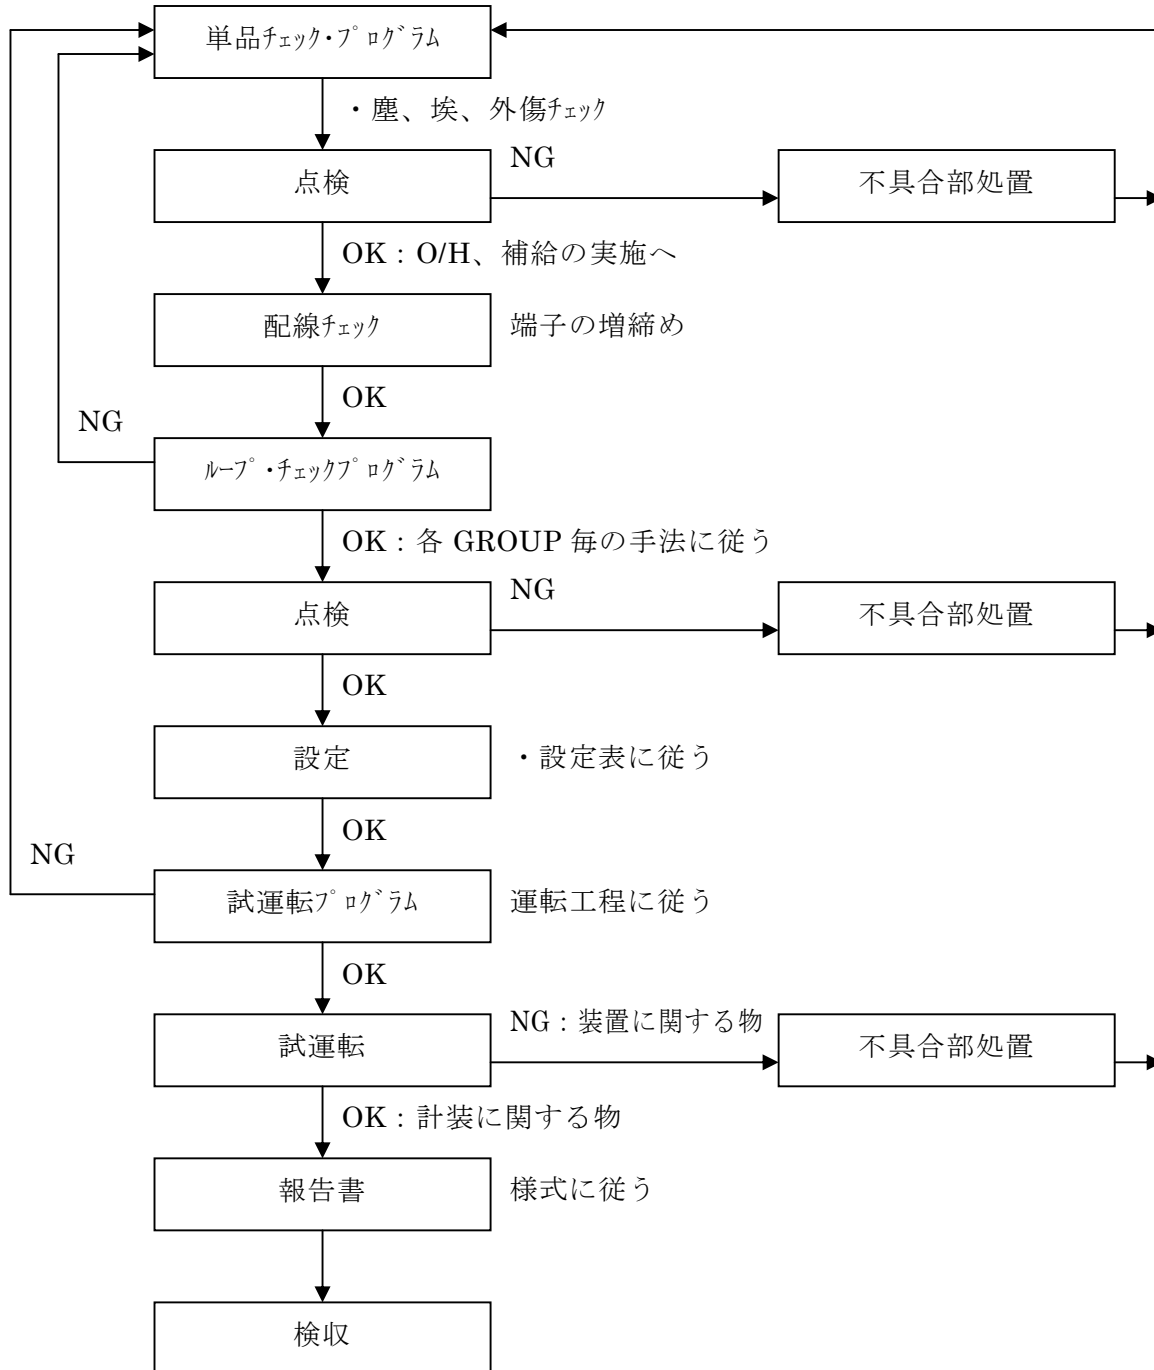 単品ﾁｪｯｸ・ﾌﾟﾛｸﾞﾗﾑ
・塵、埃、外傷ﾁｪｯｸ
点検
NG
不具合部処置
OK：O/H、補給の実施へ
配線ﾁｪｯｸ
端子の増締め
OK
NG
ﾙｰﾌﾟ・ﾁｪｯｸﾌﾟﾛｸﾞﾗﾑ
OK：各 GROUP 毎の手法に従う
点検
NG
不具合部処置
OK
設定
・設定表に従う
OK
NG
試運転ﾌﾟﾛｸﾞﾗﾑ
運転工程に従う
OK
試運転
NG：装置に関する物
不具合部処置
OK：計装に関する物
報告書
様式に従う
検収